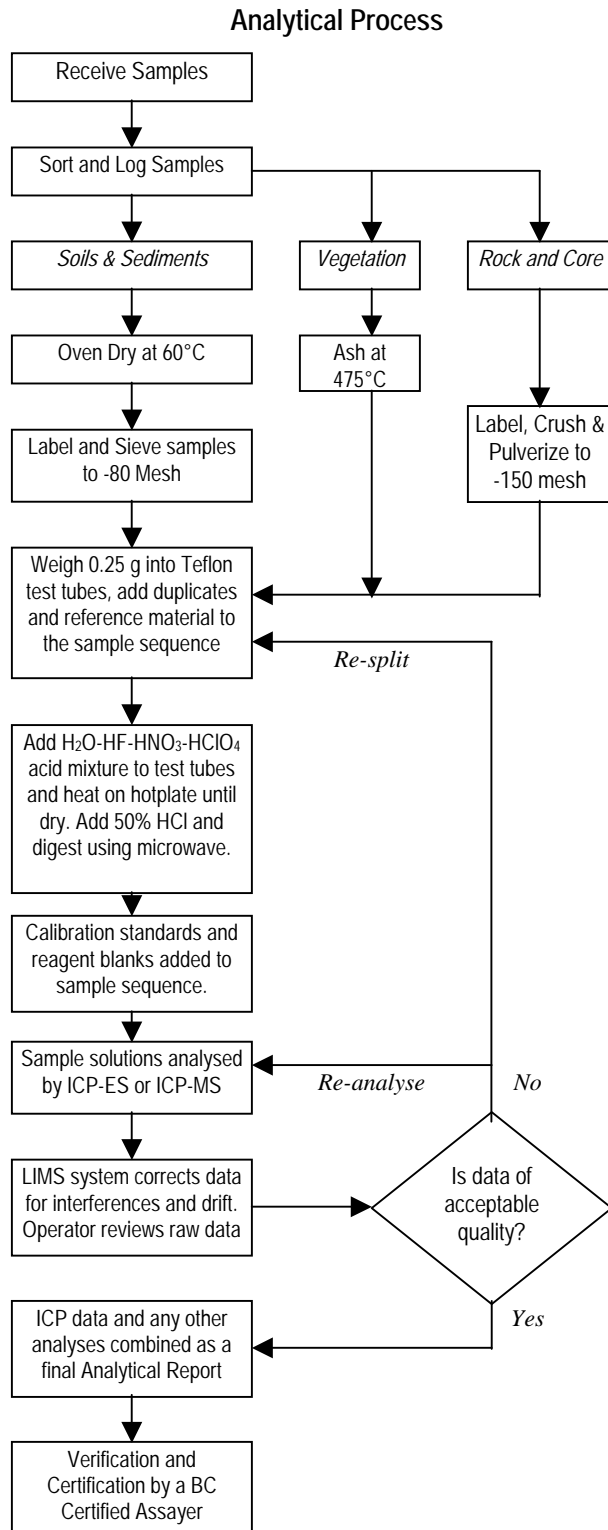 Analytical Process
Receive Samples
Sort and Log Samples
Soils & Sediments
Vegetation
Rock and Core
Oven Dry at 60°C
Ash at
475°C
Label and Sieve samples
to -80 Mesh
Label, Crush &
Pulverize to
-150 mesh
Weigh 0.25 g into Teflon
test tubes, add duplicates
and reference material to
the sample sequence
Re-split
Add H₂O-HF-HNO₃-HClO₄
acid mixture to test tubes
and heat on hotplate until
dry. Add 50% HCl and
digest using microwave.
Calibration standards and
reagent blanks added to
sample sequence.
Sample solutions analysed
by ICP-ES or ICP-MS
Re-analyse
No
LIMS system corrects data
for interferences and drift.
Operator reviews raw data
Is data of
acceptable
quality?
Yes
ICP data and any other
analyses combined as a
final Analytical Report
Verification and
Certification by a BC
Certified Assayer